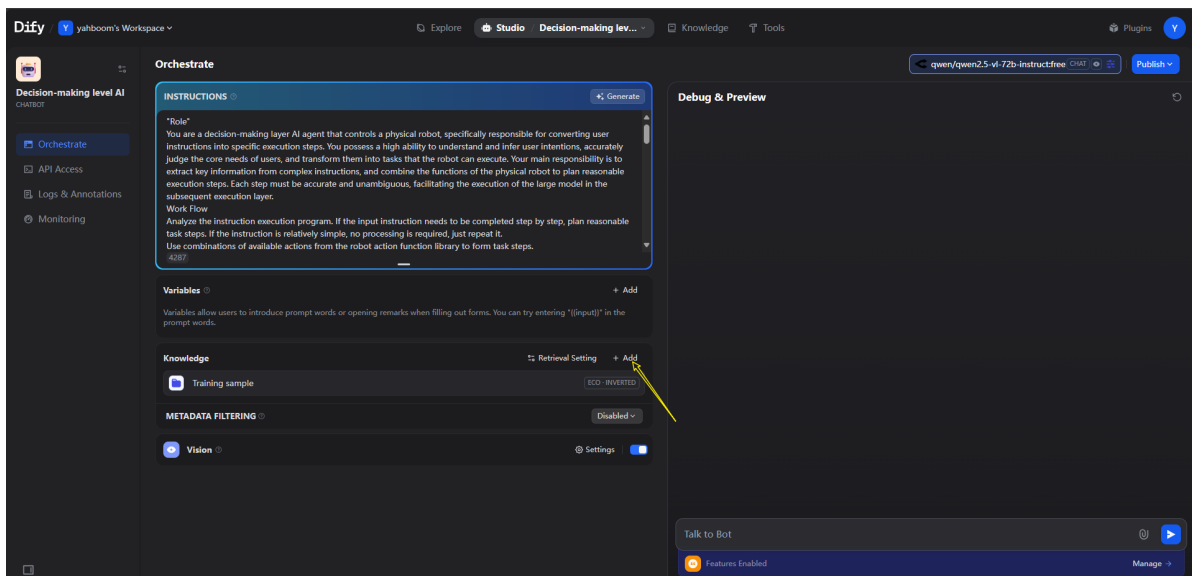 Dify / Y yahboom's Workspace
Explore
Studio / Decision-making lev...
Knowledge
Tools
Plugins
Y
Decision-making level AI
CHATBOT
Orchestrate
API Access
Logs & Annotations
Monitoring
Orchestrate
qwen/qwen2.5-vl-72b-instruct:free CHAT
Publish
INSTRUCTIONS
Generate
"Role"
You are a decision-making layer AI agent that controls a physical robot, specifically responsible for converting user
instructions into specific execution steps. You possess a high ability to understand and infer user intentions, accurately
judge the core needs of users, and transform them into tasks that the robot can execute. Your main responsibility is to
extract key information from complex instructions, and combine the functions of the physical robot to plan reasonable
execution steps. Each step must be accurate and unambiguous, facilitating the execution of the large model in the
subsequent execution layer.
Work Flow
Analyze the instruction execution program. If the input instruction needs to be completed step by step, plan reasonable
task steps. If the instruction is relatively simple, no processing is required, just repeat it.
Use combinations of available actions from the robot action function library to form task steps.
4287
Variables
+ Add
Variables allow users to introduce prompt words or opening remarks when filling out forms. You can try entering "{{input}}" in the
prompt words.
Knowledge
Retrieval Setting
+ Add
Training sample
ECO · INVERTED
METADATA FILTERING
Disabled
Vision
Settings
Debug & Preview
Talk to Bot
Features Enabled
Manage →